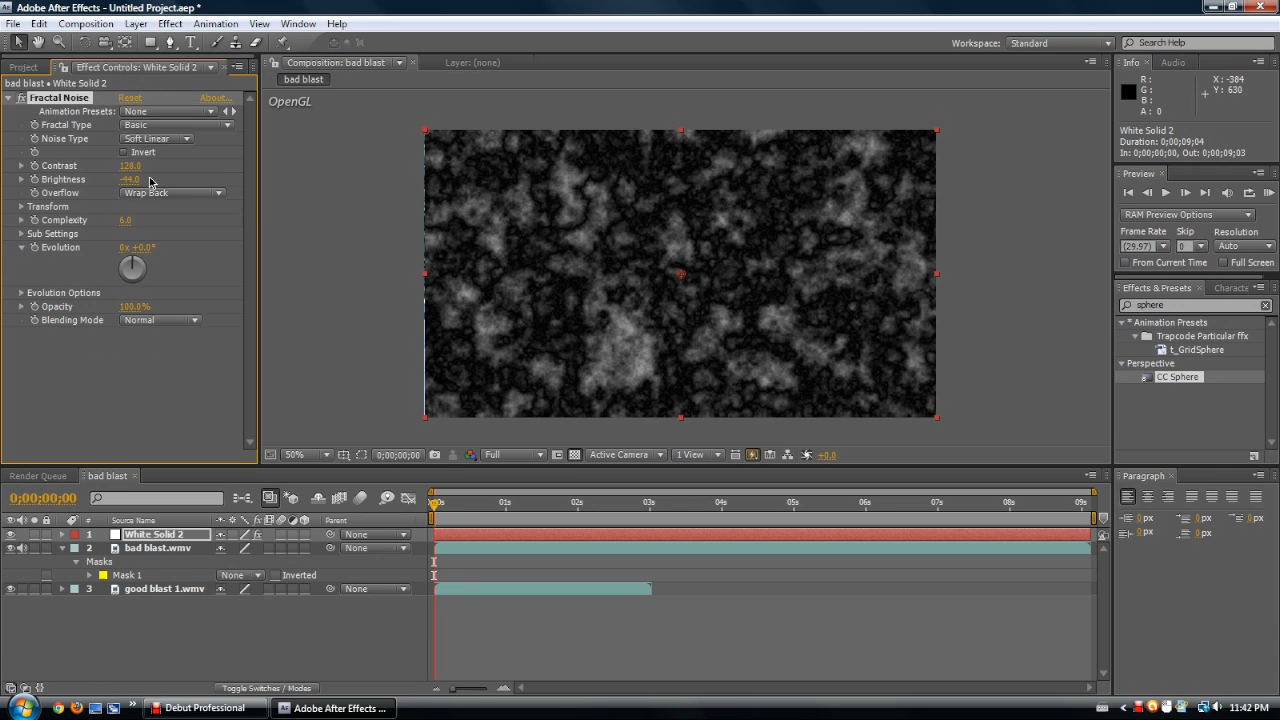 Adobe After Effects - Untitled Project.aep *
File Edit Composition Layer Effect Animation View Window Help
Workspace: Standard Search Help
Project Effect Controls: White Solid 2
bad blast • White Solid 2
Fractal Noise Reset About...
Animation Presets: None
Fractal Type Basic
Noise Type Soft Linear
Invert
Contrast 128.0
Brightness -44.0
Overflow Wrap Back
Transform
Complexity 6.0
Sub Settings
Evolution 0x +0.0°
Evolution Options
Opacity 100.0%
Blending Mode Normal
Composition: bad blast Layer: (none)
bad blast
OpenGL
50% 0;00;00;00 Full Active Camera 1 View +0.0
Info Audio
R: X: -384
G: Y: 630
B:
A: 0
White Solid 2
Duration: 0;00;09;04
In: 0;00;00;00, Out: 0;00;09;03
Preview
RAM Preview Options
Frame Rate Skip Resolution
(29.97) 0 Auto
From Current Time Full Screen
Effects & Presets Characte
sphere
* Animation Presets
Trapcode Particular ffx
t_GridSphere
Perspective
CC Sphere
Render Queue bad blast
0;00;00;00
# Source Name Parent
1 White Solid 2 None
2 bad blast.wmv None
Masks
Mask 1 None Inverted
3 good blast 1.wmv None
0s 01s 02s 03s 04s 05s 06s 07s 08s 09s
Toggle Switches / Modes
Paragraph
0 px 0 px 0 px
0 px 0 px
Debut Professional Adobe After Effects ... 11:42 PM